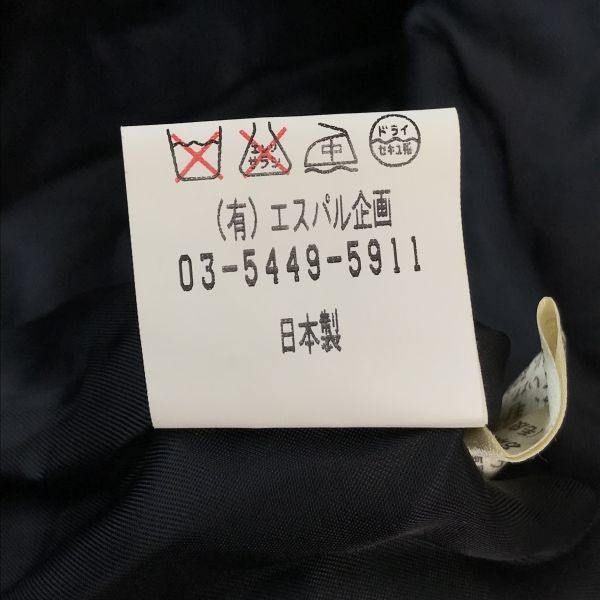 エンソ サラシ 中 ドライ セキユ系
(有)エスパル企画
03-5449-5911
日本製